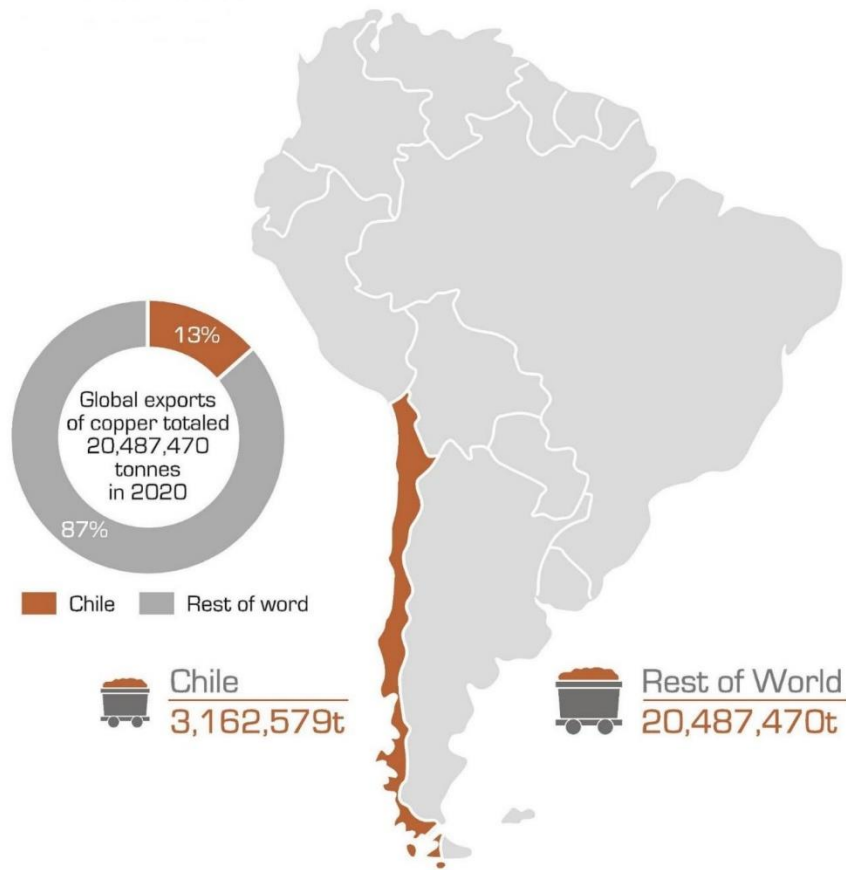 13%
Global exports
of copper totaled
20,487,470
tonnes
in 2020
87%
Chile
Rest of word
Chile
3,162,579t
Rest of World
20,487,470t